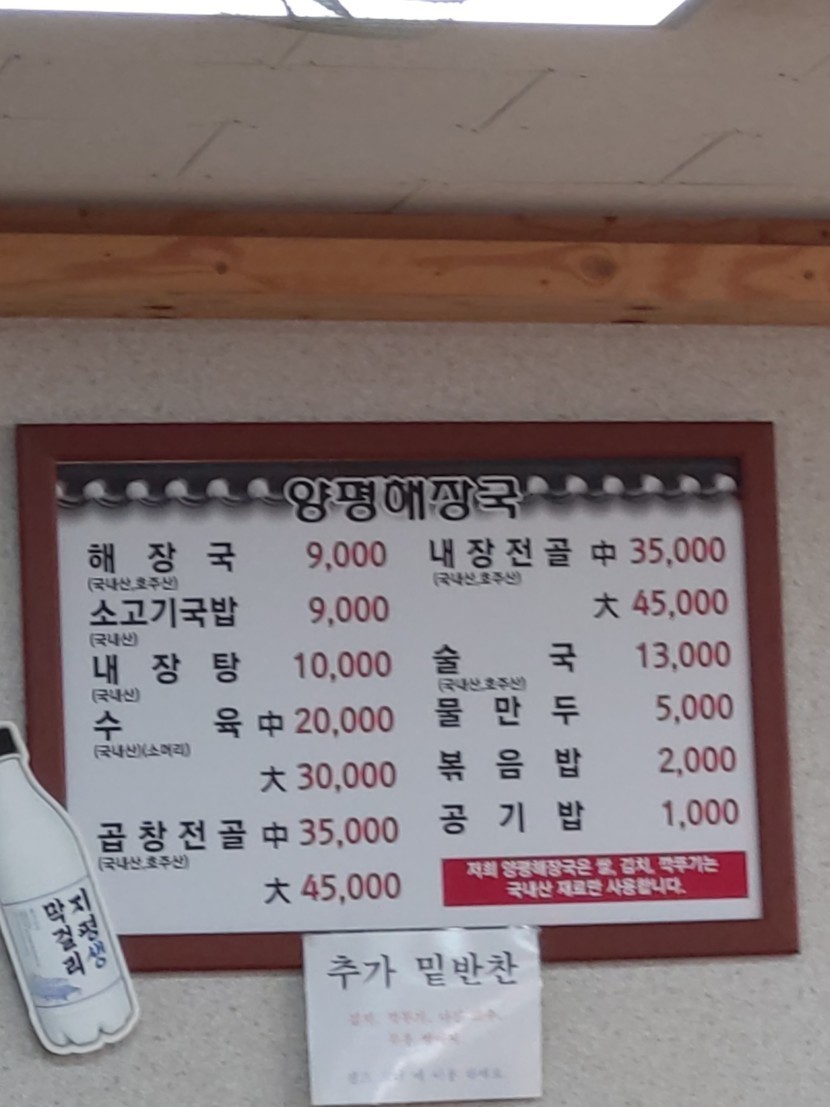 양평해장국
해장국 9,000
(국내산,호주산)
소고기국밥 9,000
(국내산)
내장탕 10,000
(국내산)
수육 中 20,000
(국내산)(소머리)
大 30,000
곱창전골 中 35,000
(국내산,호주산)
大 45,000
내장전골 中 35,000
(국내산,호주산)
大 45,000
술국 13,000
(국내산,호주산)
물만두 5,000
볶음밥 2,000
공기밥 1,000
저희 양평해장국은 쌀, 김치, 깍뚜기는
국내산 재료만 사용합니다.
지평생
막걸리
추가 밑반찬